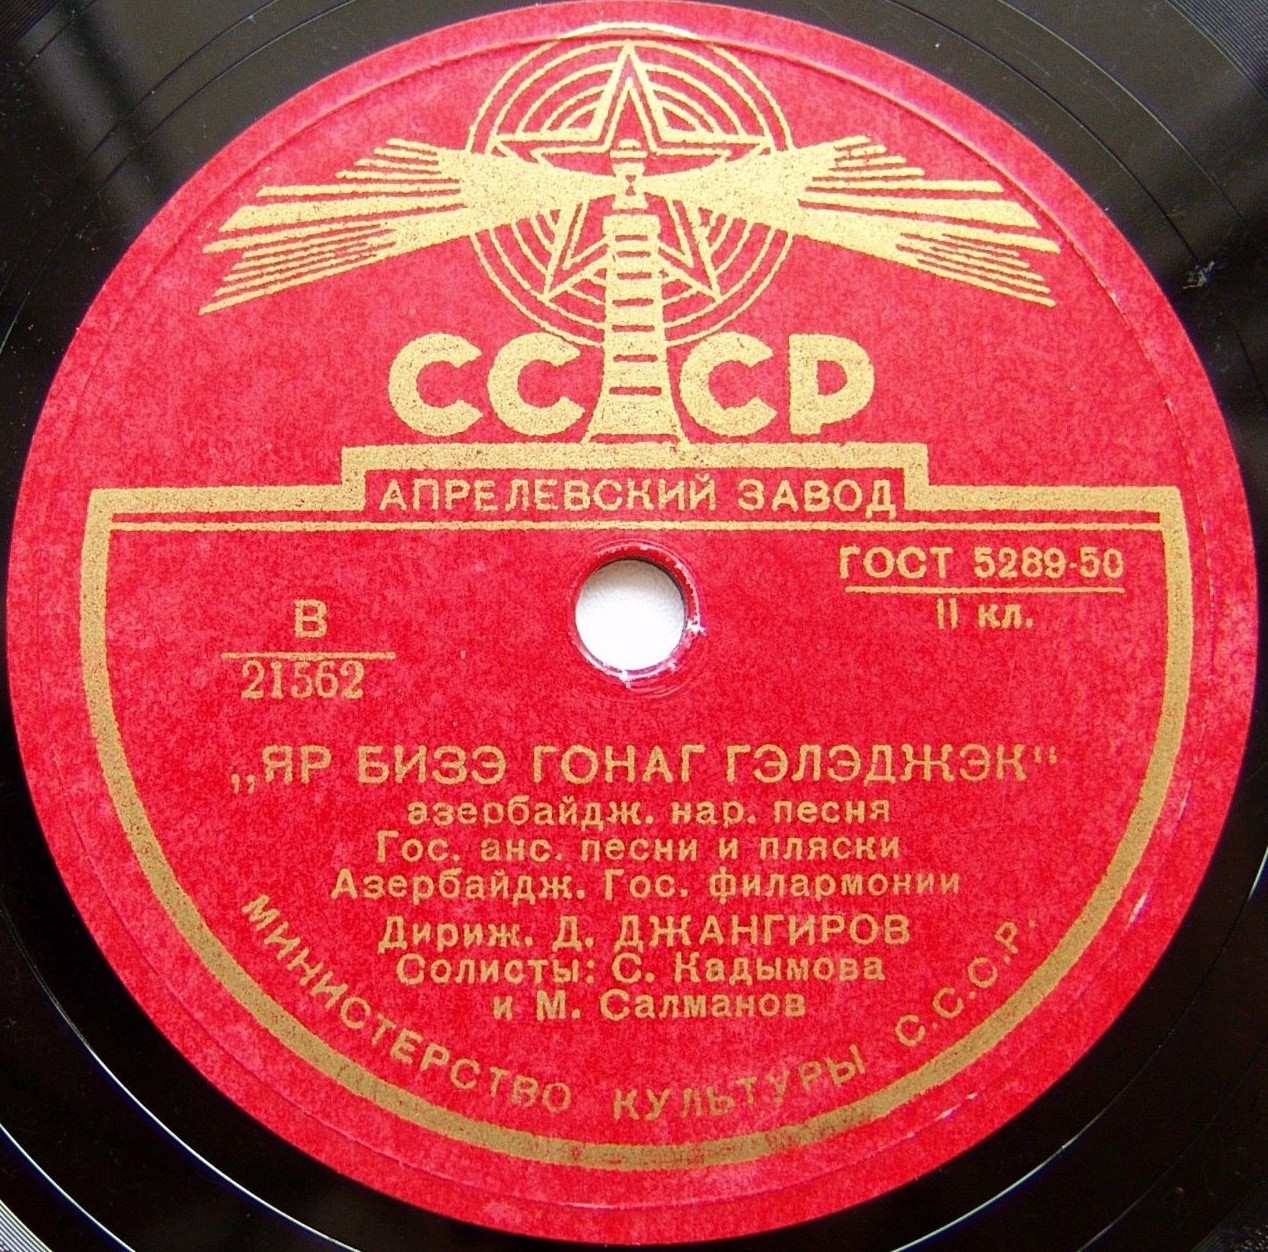 СССР
АПРЕЛЕВСКИЙ ЗАВОД
ГОСТ 5289-50
II кл.
В
21562
„ЯР БИЗЭ ГОНАГ ГЭЛЭДЖЭК“
азербайдж. нар. песня
Гос. анс. песни и пляски
Азербайдж. Гос. филармонии
Дириж. Д. ДЖАНГИРОВ
Солисты: С. Кадымова
и М. Салманов
МИНИСТЕРСТВО КУЛЬТУРЫ С.С.С.Р.